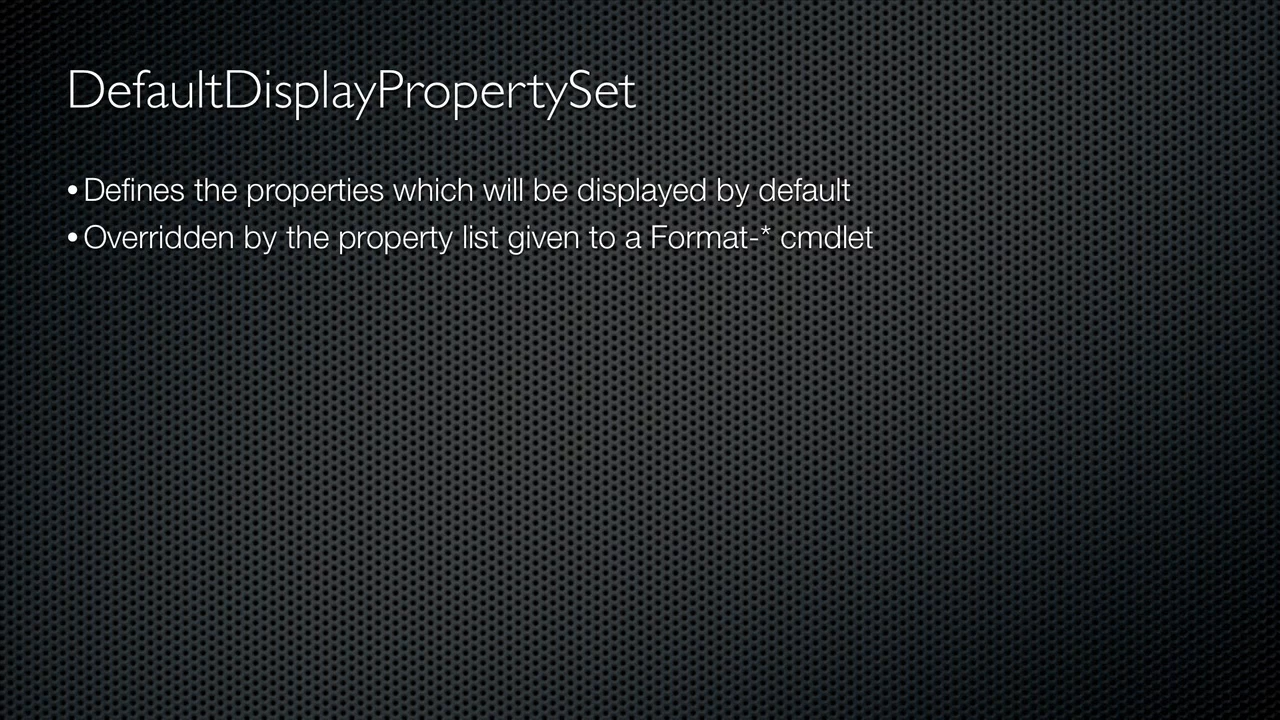 DefaultDisplayPropertySet
• Defines the properties which will be displayed by default
• Overridden by the property list given to a Format-* cmdlet